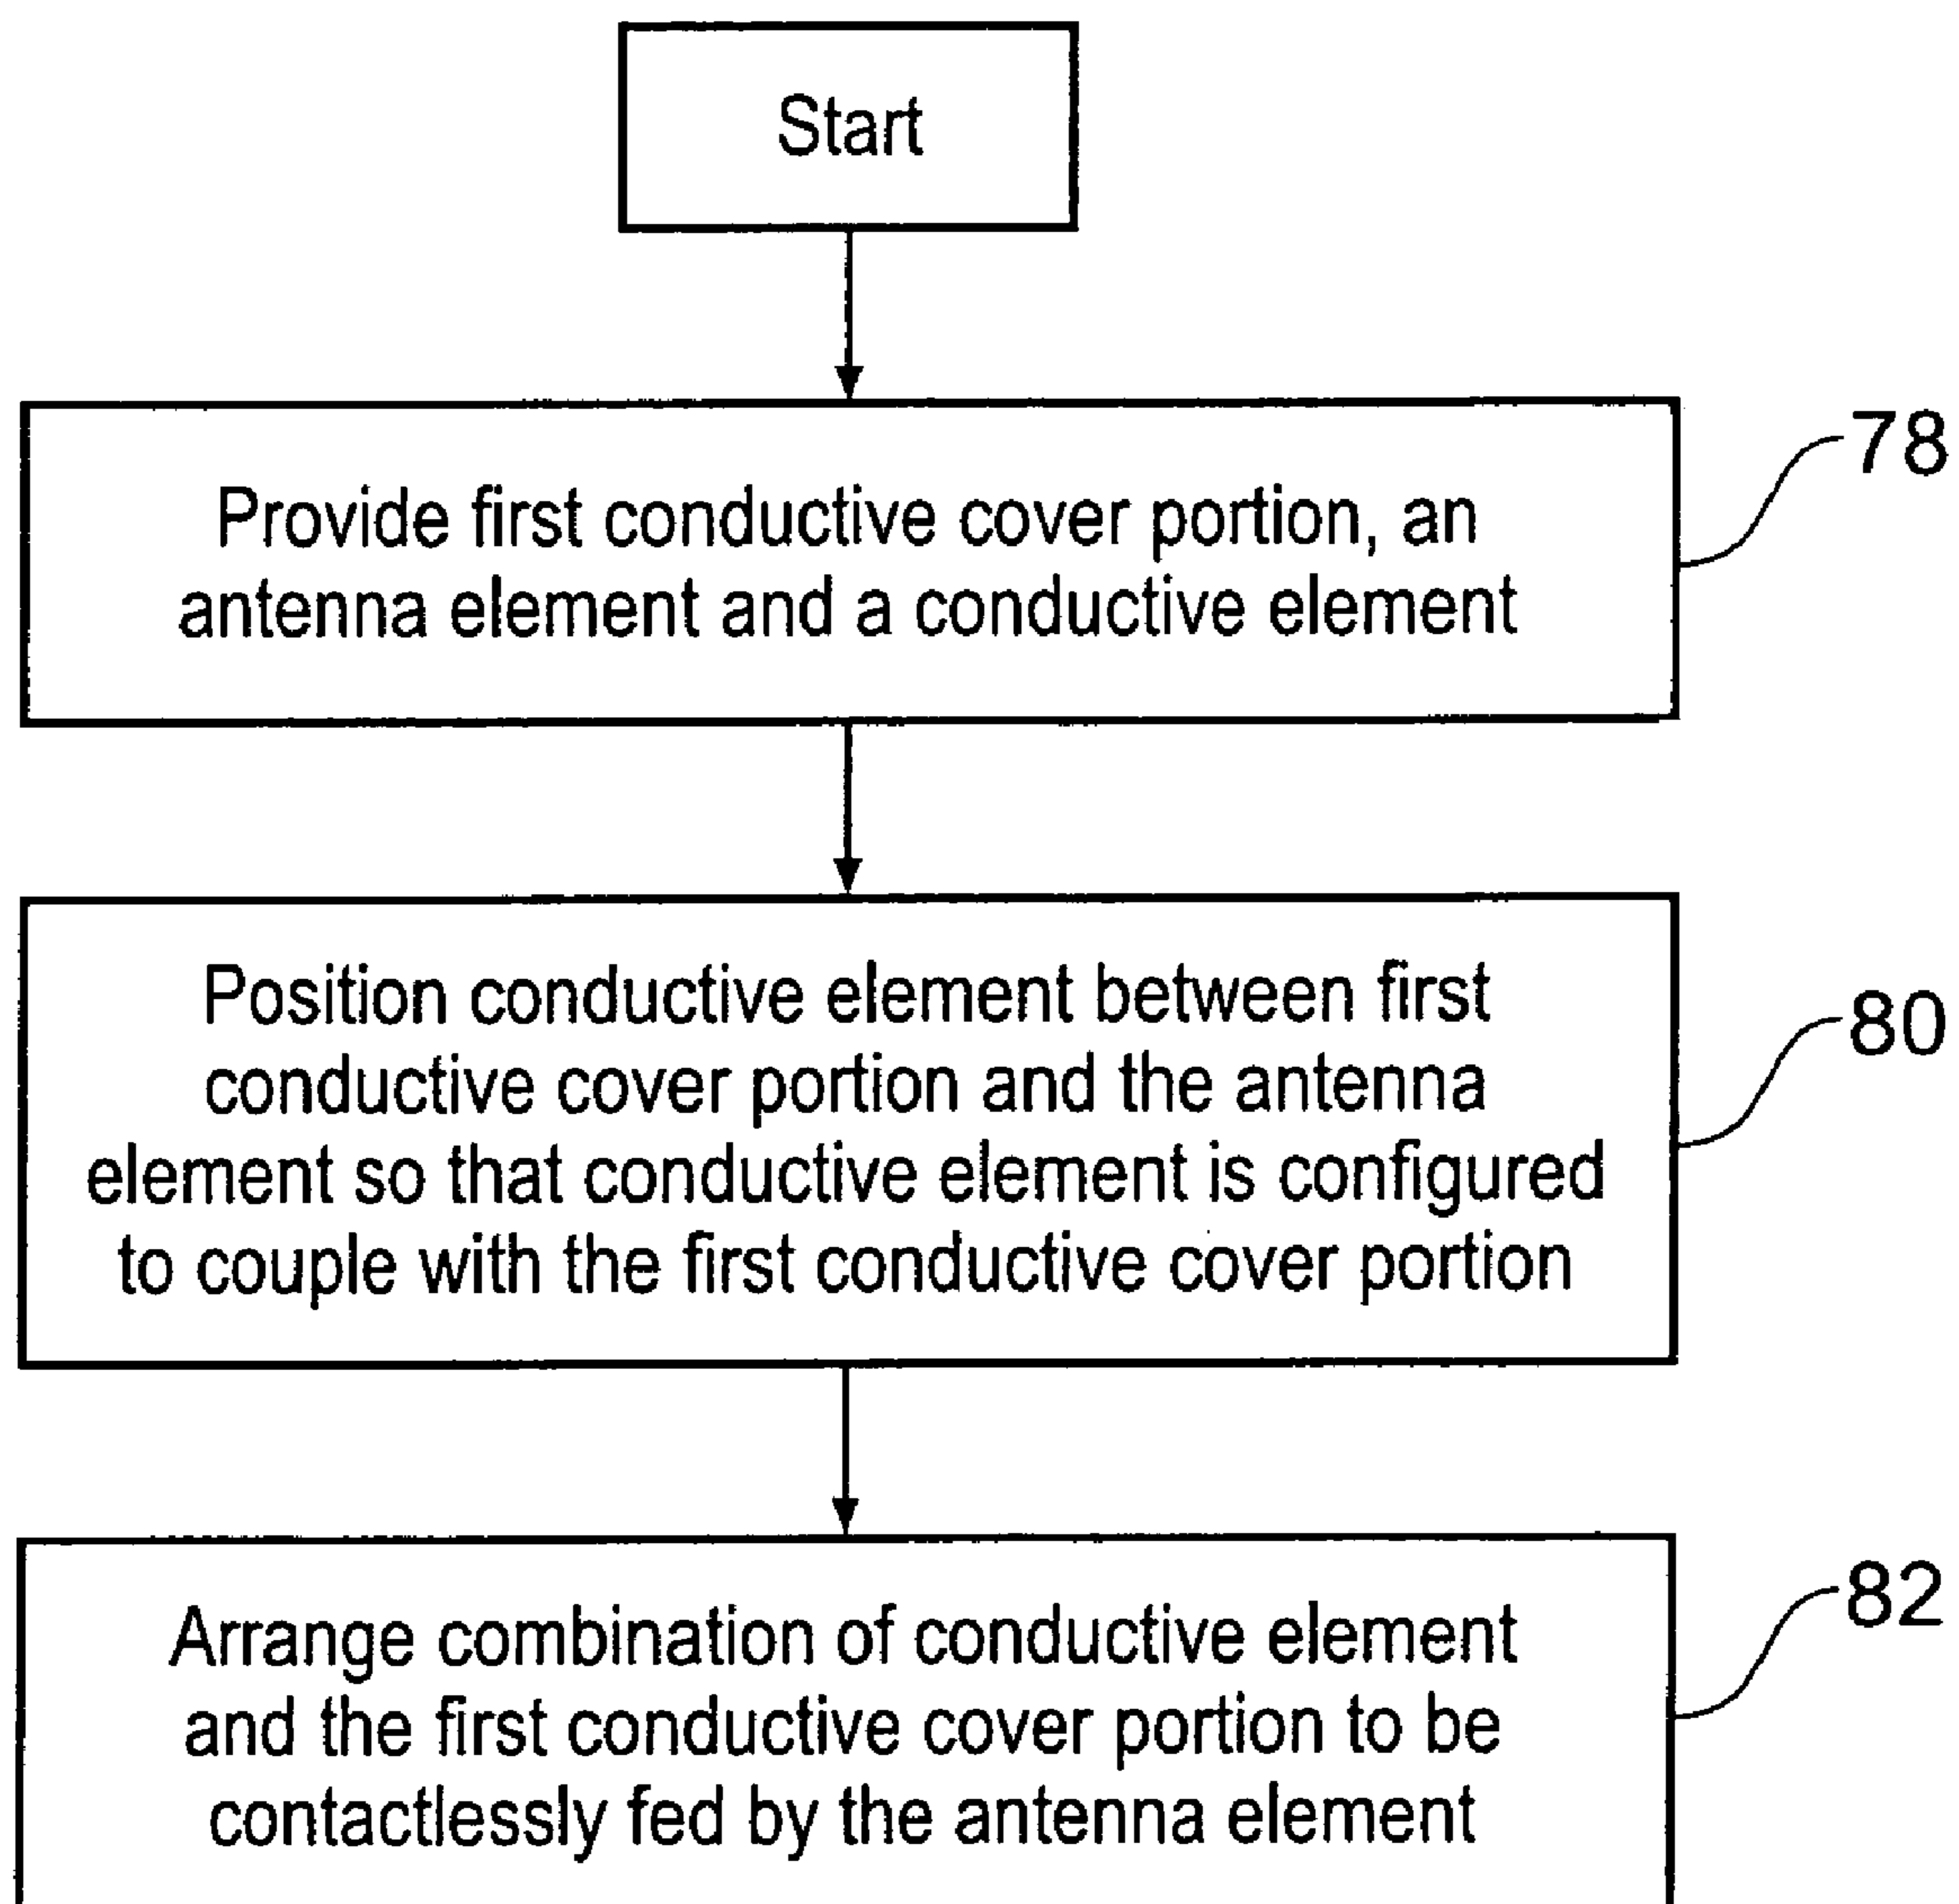 Start
78
Provide first conductive cover portion, an
antenna element and a conductive element
80
Position conductive element between first
conductive cover portion and the antenna
element so that conductive element is configured
to couple with the first conductive cover portion
82
Arrange combination of conductive element
and the first conductive cover portion to be
contactlessly fed by the antenna element